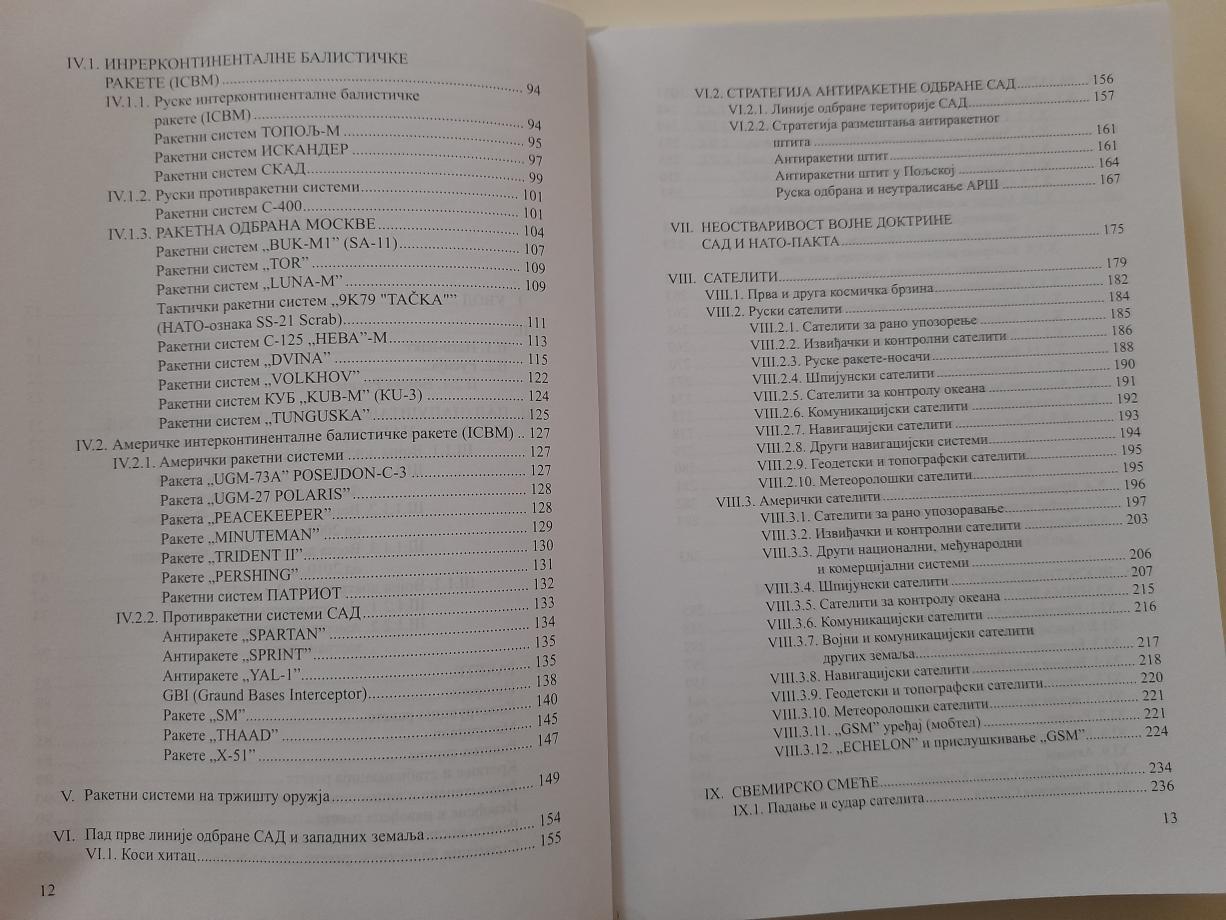 IV.1. ИНРЕРКОНТИНЕНТАЛНЕ БАЛИСТИЧКЕ
РАКЕТЕ (ICBM) 94
IV.1.1. Руске интерконтиненталне балистичке
ракете (ICBM) 94
Ракетни систем ТОПОЉ-М 95
Ракетни систем ИСКАНДЕР 97
Ракетни систем СКАД 99
IV.1.2. Руски противракетни системи 101
Ракетни систем С-400 101
IV.1.3. РАКЕТНА ОДБРАНА МОСКВЕ 104
Ракетни систем „BUK-M1” (SA-11) 107
Ракетни систем „TOR” 109
Ракетни систем „LUNA-M” 109
Тактички ракетни систем „9K79 "TAČKA"”
(НАТО-ознака SS-21 Scrab) 111
Ракетни систем С-125 „НЕВА”-М 113
Ракетни систем „DVINA” 115
Ракетни систем „VOLKHOV” 122
Ракетни систем КУБ „KUB-M” (KU-3) 124
Ракетни систем „TUNGUSKA” 125
IV.2. Америчке интерконтиненталне балистичке ракете (ICBM) .. 127
IV.2.1. Амерички ракетни системи 127
Ракета „UGM-73A” POSEJDON-C-3 127
Ракета „UGM-27 POLARIS” 128
Ракета „PEACEKEEPER” 128
Ракете „MINUTEMAN” 129
Ракете „TRIDENT II” 130
Ракете „PERSHING” 131
Ракетни систем ПАТРИОТ 132
IV.2.2. Противракетни системи САД 133
Антиракете „SPARTAN” 134
Антиракете „SPRINT” 135
Антиракете „YAL-1” 135
GBI (Graund Bases Interceptor) 138
Ракете „SM” 140
Ракете „THAAD” 145
Ракете „X-51” 147
V. Ракетни системи на тржишту оружја 149
VI. Пад прве линије одбране САД и западних земаља 154
VI.1. Коси хитац 155
12
VI.2. СТРАТЕГИЈА АНТИРАКЕТНЕ ОДБРАНЕ САД 156
VI.2.1. Линије одбране територије САД 157
VI.2.2. Стратегија размештања антиракетног
штита 161
Антиракетни штит 161
Антиракетни штит у Пољској 164
Руска одбрана и неутралисање АРШ 167
VII. НЕОСТВАРИВОСТ ВОЈНЕ ДОКТРИНЕ
САД И НАТО-ПАКТА 175
VIII. САТЕЛИТИ 179
VIII.1. Прва и друга космичка брзина 182
VIII.2. Руски сателити 184
VIII.2.1. Сателити за рано упозорење 185
VIII.2.2. Извиђачки и контролни сателити 186
VIII.2.3. Руске ракете-носачи 188
VIII.2.4. Шпијунски сателити 190
VIII.2.5. Сателити за контролу океана 191
VIII.2.6. Комуникацијски сателити 192
VIII.2.7. Навигацијски сателити 193
VIII.2.8. Други навигацијски системи 194
VIII.2.9. Геодетски и топографски сателити 195
VIII.2.10. Метеоролошки сателити 195
VIII.3. Амерички сателити 196
VIII.3.1. Сателити за рано упозоравање 197
VIII.3.2. Извиђачки и контролни сателити 203
VIII.3.3. Други национални, међународни
и комерцијални системи 206
VIII.3.4. Шпијунски сателити 207
VIII.3.5. Сателити за контролу океана 215
VIII.3.6. Комуникацијски сателити 216
VIII.3.7. Војни и комуникацијски сателити
других земаља 217
VIII.3.8. Навигацијски сателити 218
VIII.3.9. Геодетски и топографски сателити 220
VIII.3.10. Метеоролошки сателити 221
VIII.3.11. „GSM” уређај (мобтел) 221
VIII.3.12. „ECHELON” и прислушкивање „GSM” 224
IX. СВЕМИРСКО СМЕЋЕ 234
IX.1. Падање и судар сателита 236
13